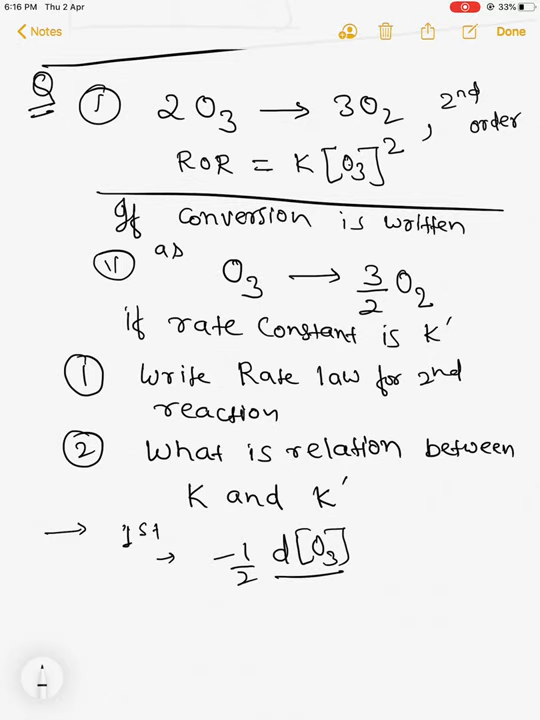 6:16 PM Thu 2 Apr
33%
Notes
Done
Q
I 2O₃ → 3O₂, 2nd order
ROR = K[O₃]²
If conversion is written
as
II O₃ → 3/2 O₂
if rate constant is K′
① Write Rate law for 2nd
reaction
② What is relation between
K and K′
→ 1st
→ -1/2 d[O₃]